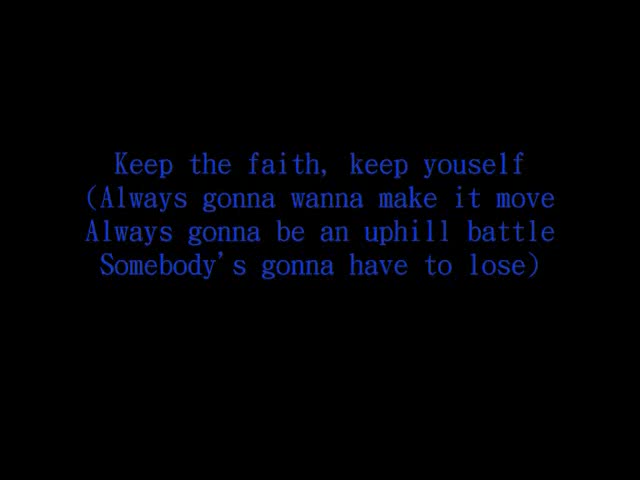 Keep the faith, keep youself
(Always gonna wanna make it move
Always gonna be an uphill battle
Somebody's gonna have to lose)